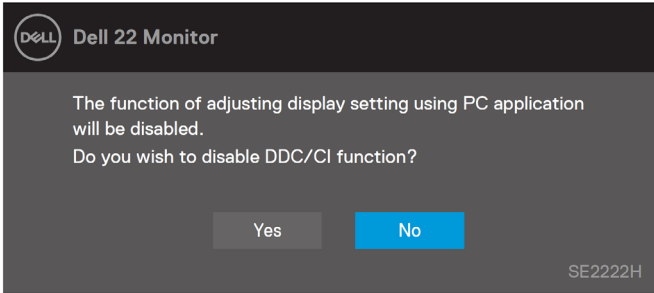 DELL Dell 22 Monitor
The function of adjusting display setting using PC application
will be disabled.
Do you wish to disable DDC/CI function?
Yes No
SE2222H